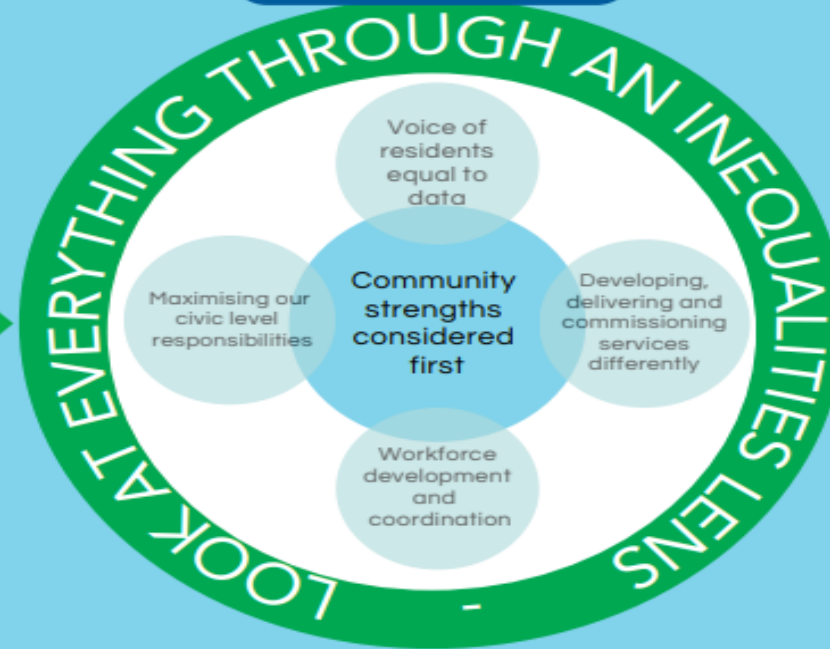 LOOK AT EVERYTHING THROUGH AN INEQUALITIES LENS -
Voice of
residents
equal to
data
Maximising our
civic level
responsibilities
Community
strengths
considered
first
Developing,
delivering and
commissioning
services
differently
Workforce
development
and
coordination